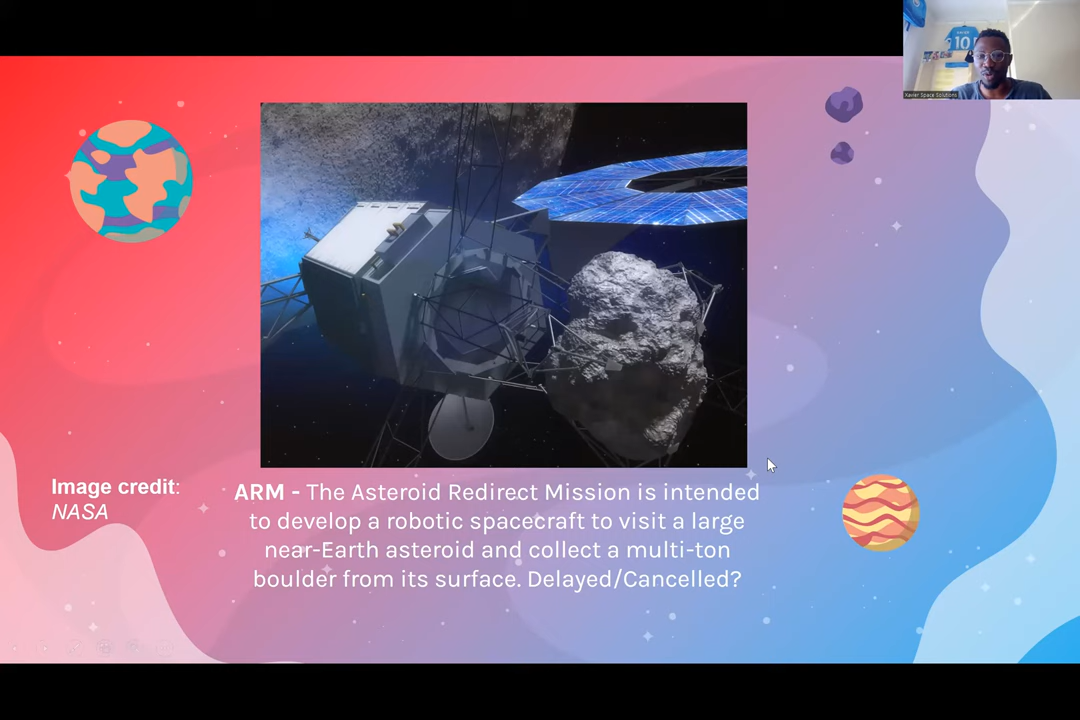 10
Xavier Space Solutions
Image credit:
NASA
ARM - The Asteroid Redirect Mission is intended
to develop a robotic spacecraft to visit a large
near-Earth asteroid and collect a multi-ton
boulder from its surface. Delayed/Cancelled?